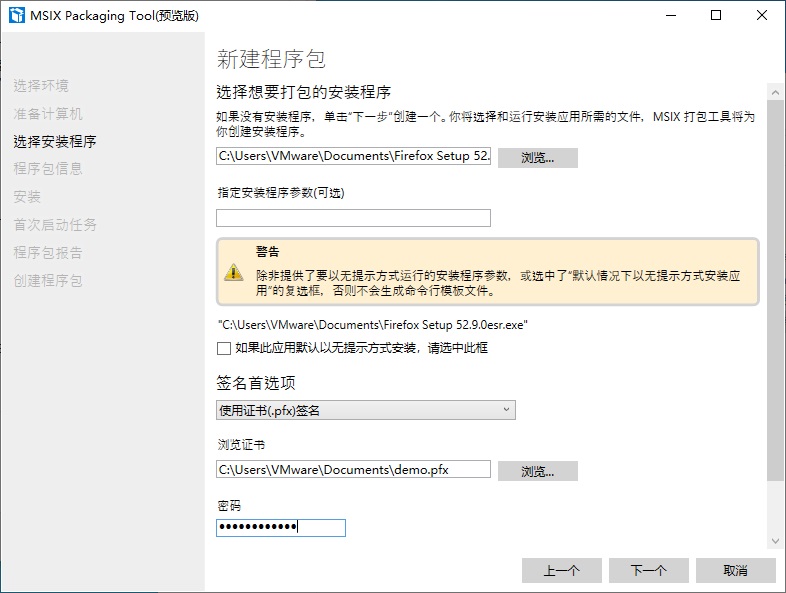 MSIX Packaging Tool(预览版)
新建程序包
选择环境
准备计算机
选择安装程序
程序包信息
安装
首次启动任务
程序包报告
创建程序包
选择想要打包的安装程序
如果没有安装程序，单击“下一步”创建一个。你将选择和运行安装应用所需的文件，MSIX 打包工具将为
你创建安装程序。
C:\Users\VMware\Documents\Firefox Setup 52.
浏览...
指定安装程序参数(可选)
警告
除非提供了要以无提示方式运行的安装程序参数，或选中了“默认情况下以无提示方式安装应
用”的复选框，否则不会生成命令行模板文件。
"C:\Users\VMware\Documents\Firefox Setup 52.9.0esr.exe"
如果此应用默认以无提示方式安装，请选中此框
签名首选项
使用证书(.pfx)签名
浏览证书
C:\Users\VMware\Documents\demo.pfx
浏览...
密码
上一个
下一个
取消